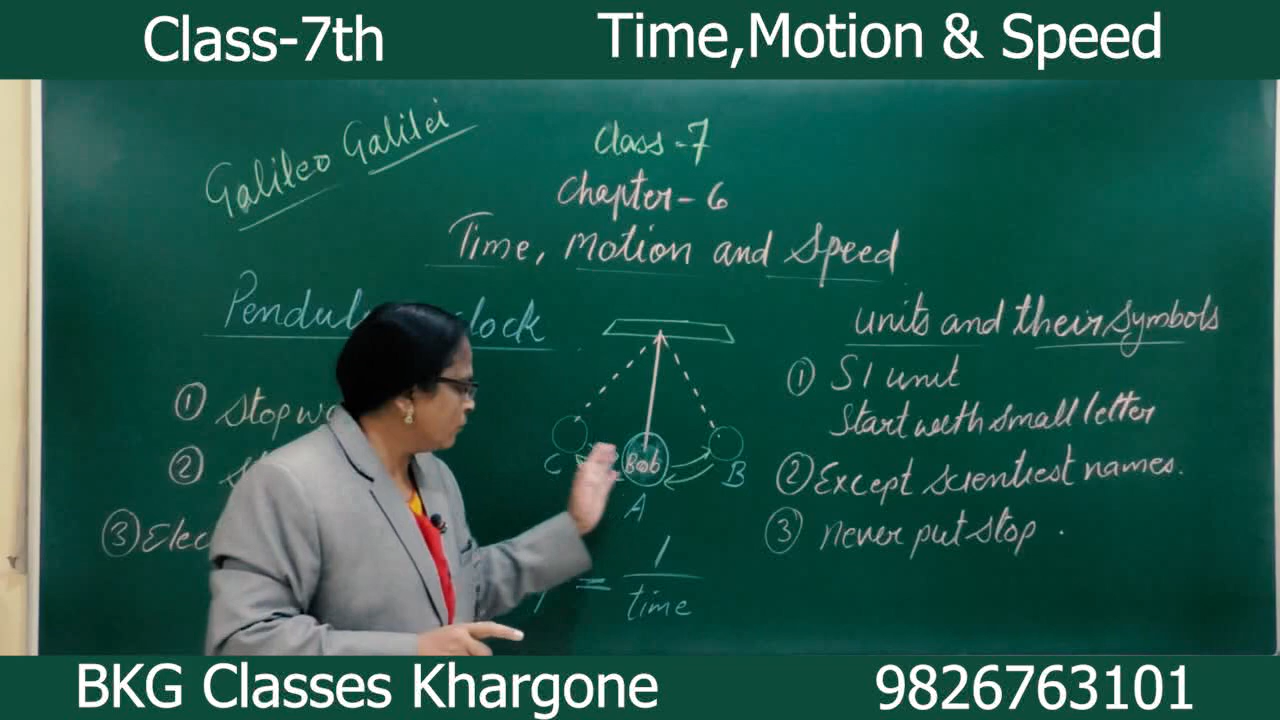 Class-7th
Time,Motion & Speed
Galileo Galilei
Class-7
Chapter-6
Time, Motion and Speed
① Stop
②
③
C
Bob
B
A
= 1
time
units and their symbols
① SI unit
Start with small letter
② Except scientiest names.
③ never put stop .
BKG Classes Khargone
9826763101